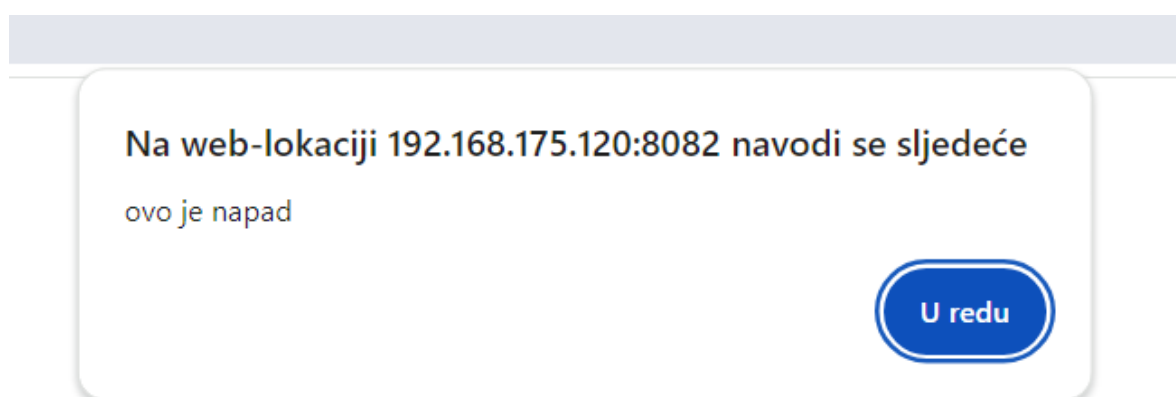 Na web-lokaciji 192.168.175.120:8082 navodi se sljedeće
ovo je napad
U redu